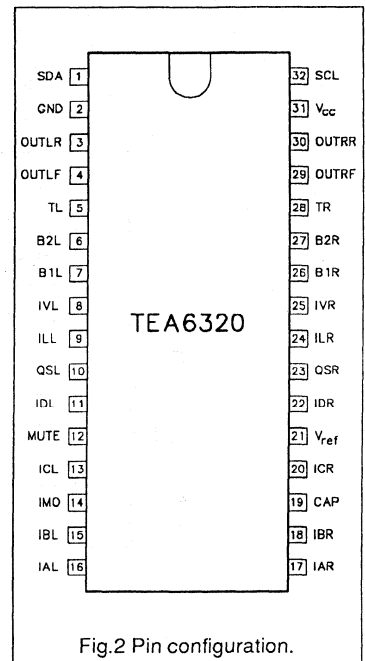 SDA 1 32 SCL
GND 2 31 Vcc
OUTLR 3 30 OUTRR
OUTLF 4 29 OUTRF
TL 5 28 TR
B2L 6 27 B2R
B1L 7 26 B1R
IVL 8 25 IVR
ILL 9 24 ILR
TEA6320
QSL 10 23 QSR
IDL 11 22 IDR
MUTE 12 21 Vref
ICL 13 20 ICR
IMO 14 19 CAP
IBL 15 18 IBR
IAL 16 17 IAR
Fig.2 Pin configuration.